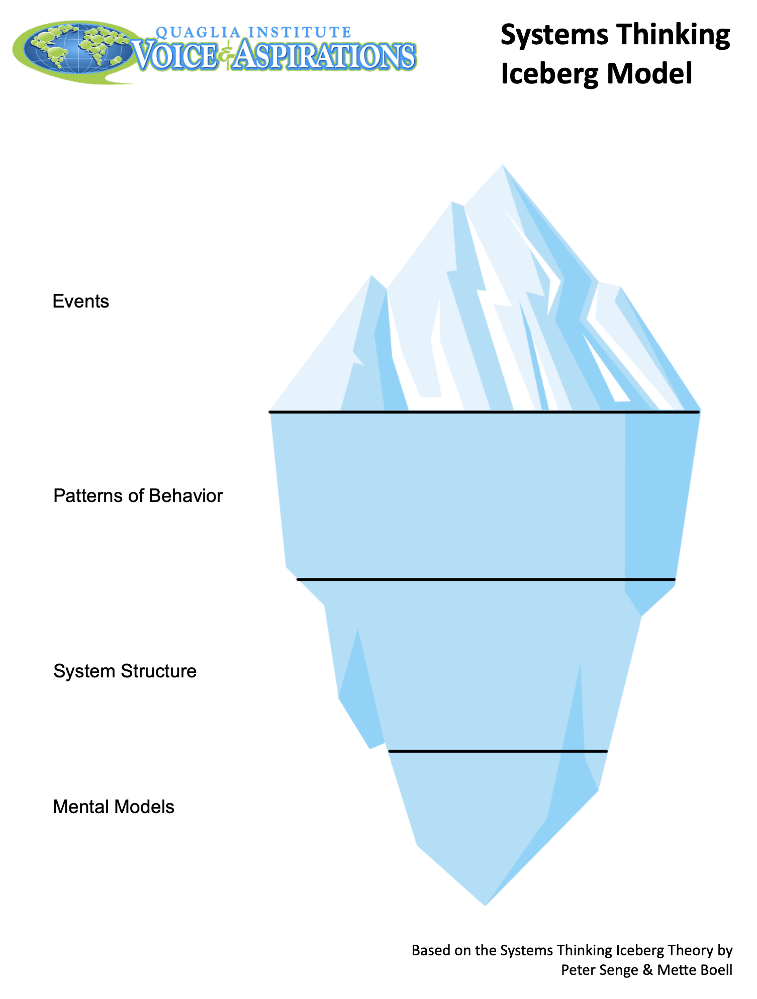 QUAGLIA INSTITUTE
VOICE & ASPIRATIONS
Systems Thinking
Iceberg Model
Events
Patterns of Behavior
System Structure
Mental Models
Based on the Systems Thinking Iceberg Theory by
Peter Senge & Mette Boell